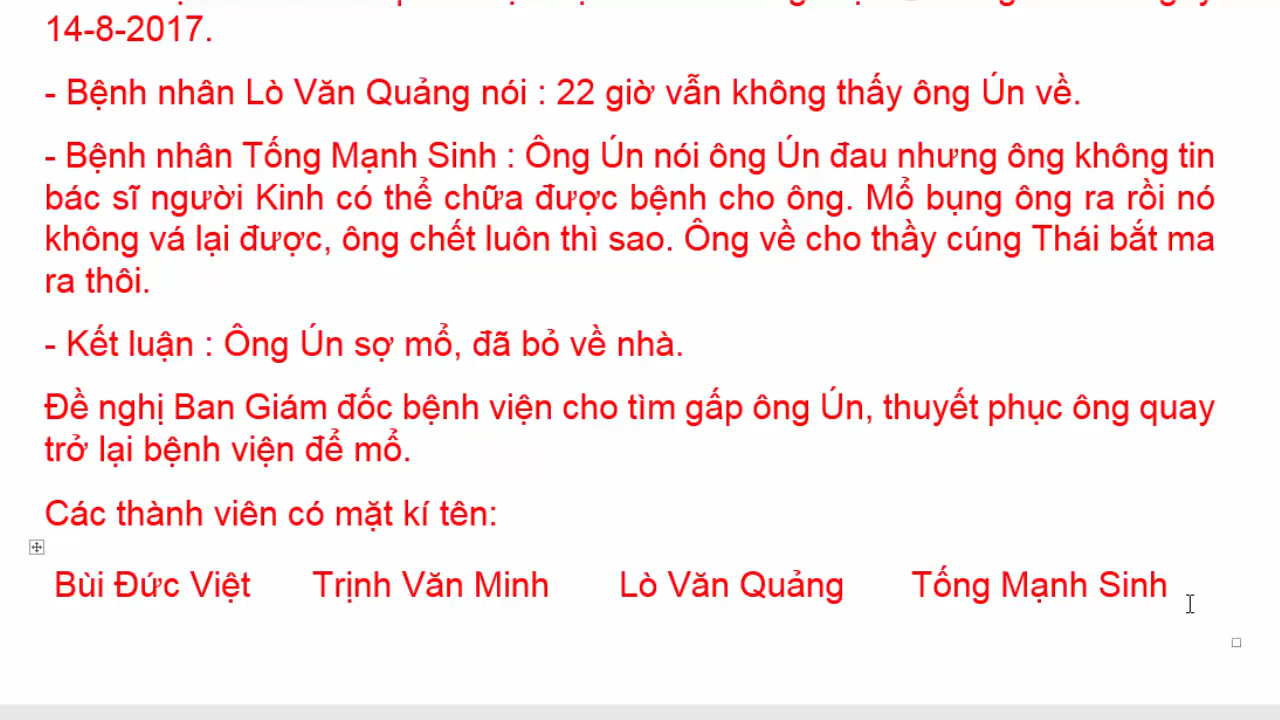 14-8-2017.
- Bệnh nhân Lò Văn Quảng nói : 22 giờ vẫn không thấy ông Ún về.
- Bệnh nhân Tống Mạnh Sinh : Ông Ún nói ông Ún đau nhưng ông không tin
bác sĩ người Kinh có thể chữa được bệnh cho ông. Mổ bụng ông ra rồi nó
không vá lại được, ông chết luôn thì sao. Ông về cho thầy cúng Thái bắt ma
ra thôi.
- Kết luận : Ông Ún sợ mổ, đã bỏ về nhà.
Đề nghị Ban Giám đốc bệnh viện cho tìm gấp ông Ún, thuyết phục ông quay
trở lại bệnh viện để mổ.
Các thành viên có mặt kí tên:
Bùi Đức Việt Trịnh Văn Minh Lò Văn Quảng Tống Mạnh Sinh